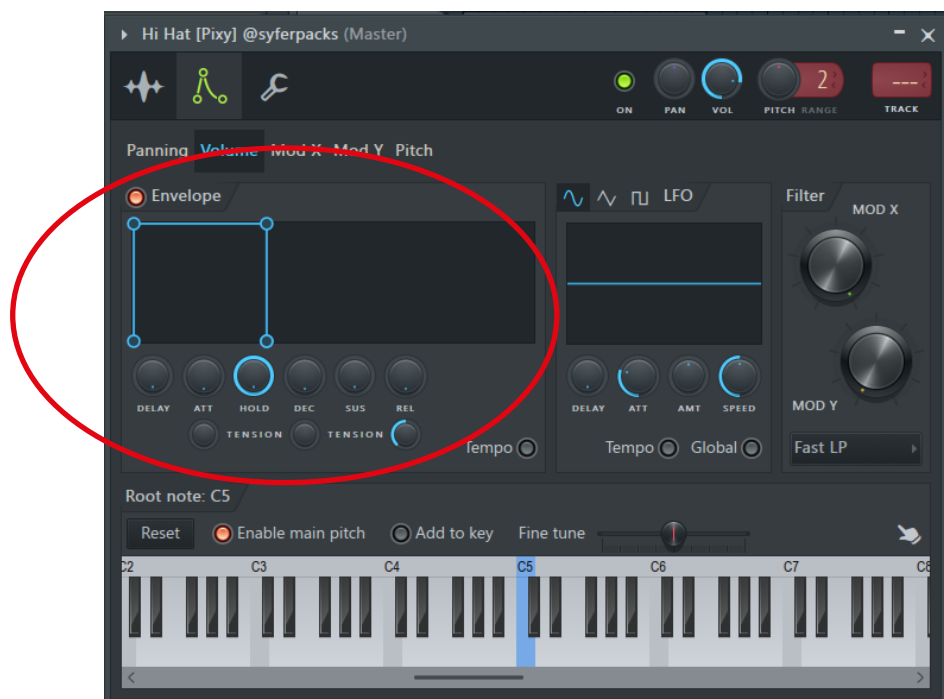 Hi Hat [Pixy] @syferpacks (Master)
2
---
ON PAN VOL PITCH RANGE TRACK
Panning Volume Mod X Mod Y Pitch
Envelope
LFO
Filter
MOD X
DELAY ATT HOLD DEC SUS REL
TENSION TENSION
Tempo
DELAY ATT AMT SPEED
Tempo Global
MOD Y
Fast LP
Root note: C5
Reset Enable main pitch Add to key Fine tune
C2 C3 C4 C5 C6 C7 C8